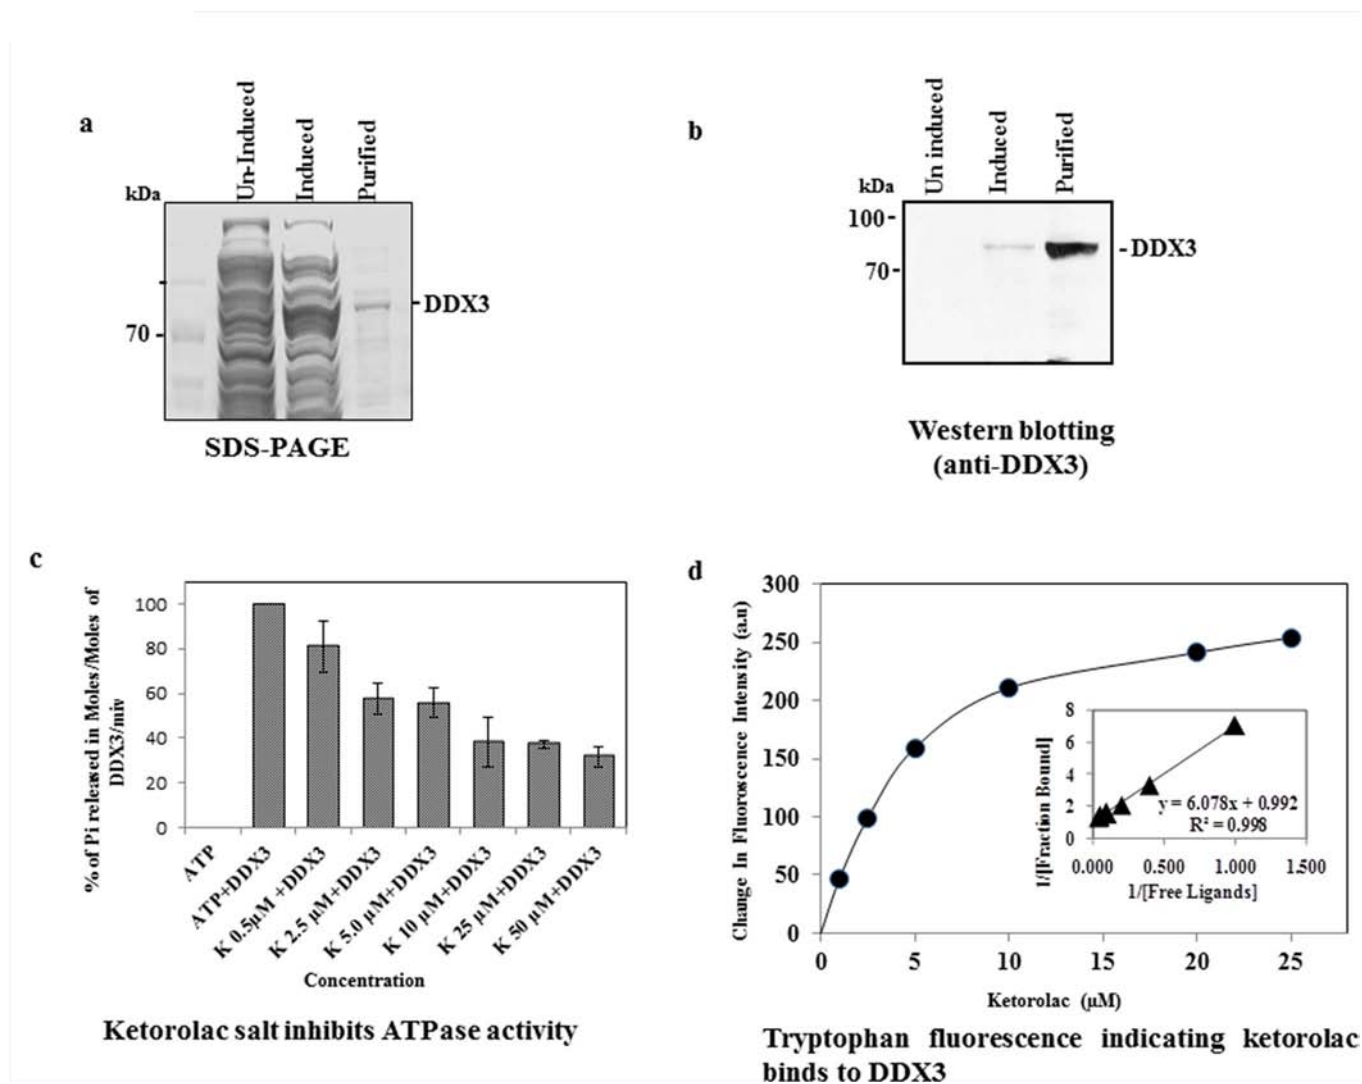 a
Un-Induced
Induced
Purified
kDa
70
DDX3
SDS-PAGE
b
Un induced
Induced
Purified
kDa
100
70
DDX3
Western blotting
(anti-DDX3)
c
% of Pi released in Moles/Moles of
DDX3/miv
100
80
60
40
20
0
ATP
ATP+DDX3
K 0.5µM +DDX3
K 2.5 µM+DDX3
K 5.0 µM+DDX3
K 10 µM+DDX3
K 25 µM+DDX3
K 50 µM+DDX3
Concentration
Ketorolac salt inhibits ATPase activity
d
Change In Fluoroscence Intensity (a.u)
300
250
200
150
100
50
0
0 5 10 15 20 25
Ketorolac (µM)
1/[Fraction Bound]
8
6
4
2
0
y = 6.078x + 0.992
R² = 0.998
0.000 0.500 1.000 1.500
1/[Free Ligands]
Tryptophan fluorescence indicating ketorolac
binds to DDX3